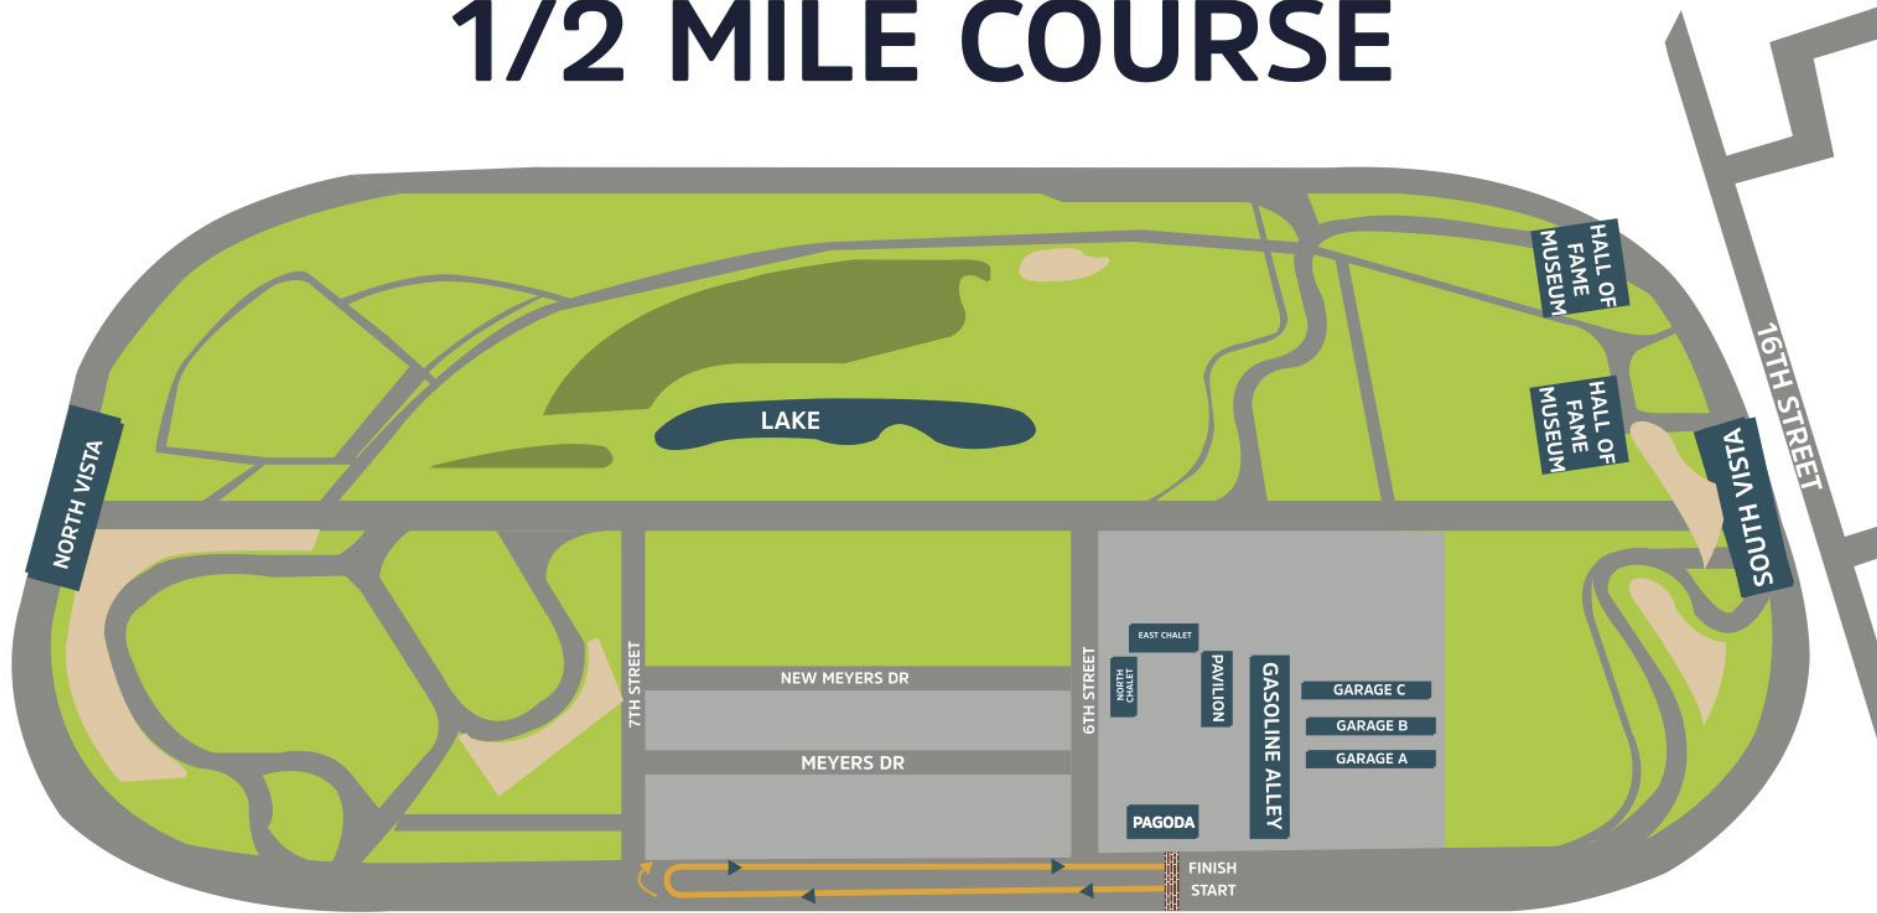 1/2 MILE COURSE
HALL OF
FAME
MUSEUM
16TH STREET
HALL OF
FAME
MUSEUM
LAKE
NORTH VISTA
SOUTH VISTA
EAST CHALET
7TH STREET
NEW MEYERS DR
6TH STREET
NORTH
CHALET
PAVILION
GASOLINE ALLEY
GARAGE C
GARAGE B
GARAGE A
MEYERS DR
PAGODA
FINISH
START